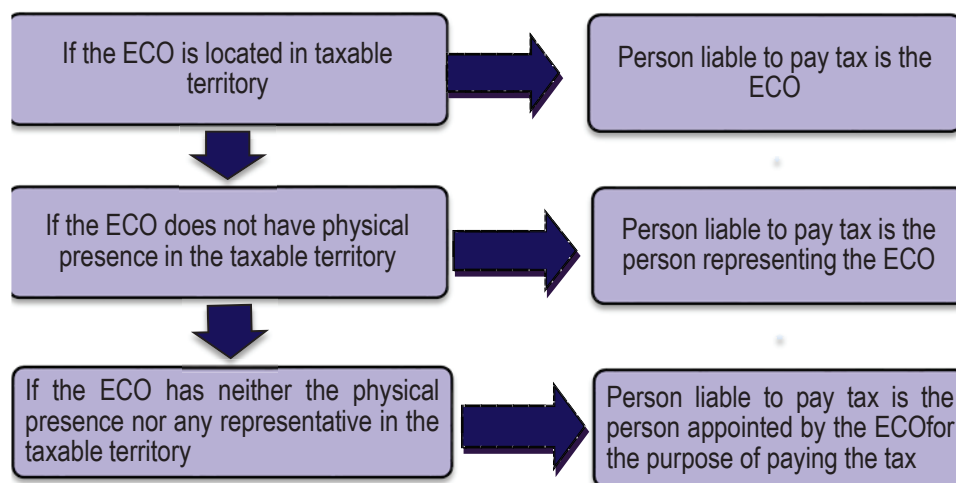 If the ECO is located in taxable
territory
Person liable to pay tax is the
ECO
If the ECO does not have physical
presence in the taxable territory
Person liable to pay tax is the
person representing the ECO
If the ECO has neither the physical
presence nor any representative in the
taxable territory
Person liable to pay tax is the
person appointed by the ECOfor
the purpose of paying the tax